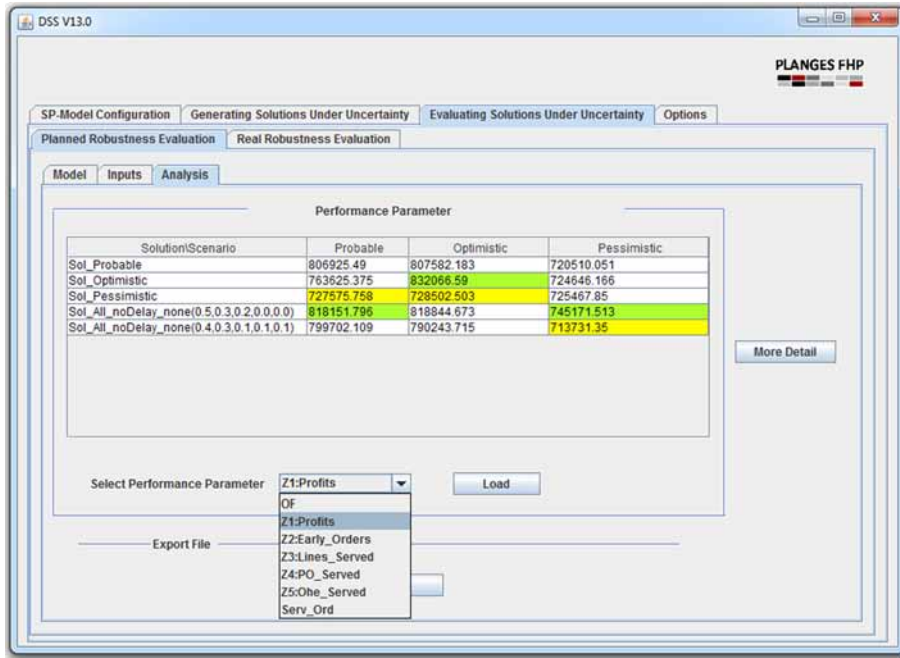 DSS V13.0
PLANGES FHP
SP-Model Configuration Generating Solutions Under Uncertainty Evaluating Solutions Under Uncertainty Options
Planned Robustness Evaluation Real Robustness Evaluation
Model Inputs Analysis
Performance Parameter
Solution\Scenario Probable Optimistic Pessimistic
Sol_Probable 806925.49 807582.183 720510.051
Sol_Optimistic 763625.375 832066.59 724646.166
Sol_Pessimistic 727575.758 728502.503 725467.85
Sol_All_noDelay_none(0.5,0.3,0.2,0.0,0.0) 818151.796 818844.673 745171.513
Sol_All_noDelay_none(0.4,0.3,0.1,0.1,0.1) 799702.109 790243.715 713731.35
More Detail
Select Performance Parameter Z1:Profits Load
OF
Z1:Profits
Z2:Early_Orders
Z3:Lines_Served
Z4:PO_Served
Z5:Ohe_Served
Serv_Ord
Export File